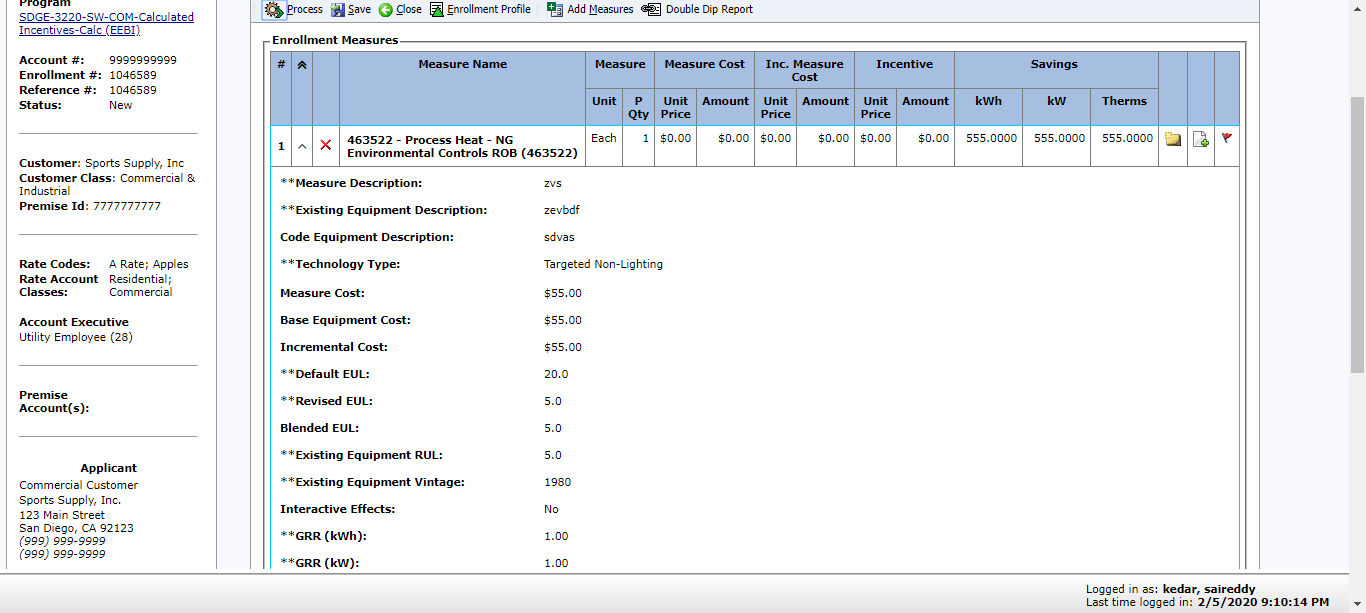 Program
SDGE-3220-SW-COM-Calculated
Incentives-Calc (EEBI)
Account #: 9999999999
Enrollment #: 1046589
Reference #: 1046589
Status: New
Customer: Sports Supply, Inc
Customer Class: Commercial &
Industrial
Premise Id: 7777777777
Rate Codes: A Rate; Apples
Rate Account Residential;
Classes: Commercial
Account Executive
Utility Employee (28)
Premise
Account(s):
Applicant
Commercial Customer
Sports Supply, Inc.
123 Main Street
San Diego, CA 92123
(999) 999-9999
(999) 999-9999
Process Save Close Enrollment Profile Add Measures Double Dip Report
Enrollment Measures
# Measure Name Measure Measure Cost Inc. Measure Cost Incentive Savings
Unit P Qty Unit Price Amount Unit Price Amount Unit Price Amount kWh kW Therms
1 463522 - Process Heat - NG Each 1 $0.00 $0.00 $0.00 $0.00 $0.00 $0.00 555.0000 555.0000 555.0000
Environmental Controls ROB (463522)
**Measure Description: zvs
**Existing Equipment Description: zevbdf
Code Equipment Description: sdvas
**Technology Type: Targeted Non-Lighting
Measure Cost: $55.00
Base Equipment Cost: $55.00
Incremental Cost: $55.00
**Default EUL: 20.0
**Revised EUL: 5.0
Blended EUL: 5.0
**Existing Equipment RUL: 5.0
**Existing Equipment Vintage: 1980
Interactive Effects: No
**GRR (kWh): 1.00
**GRR (kW): 1.00
Logged in as: kedar, saireddy
Last time logged in: 2/5/2020 9:10:14 PM